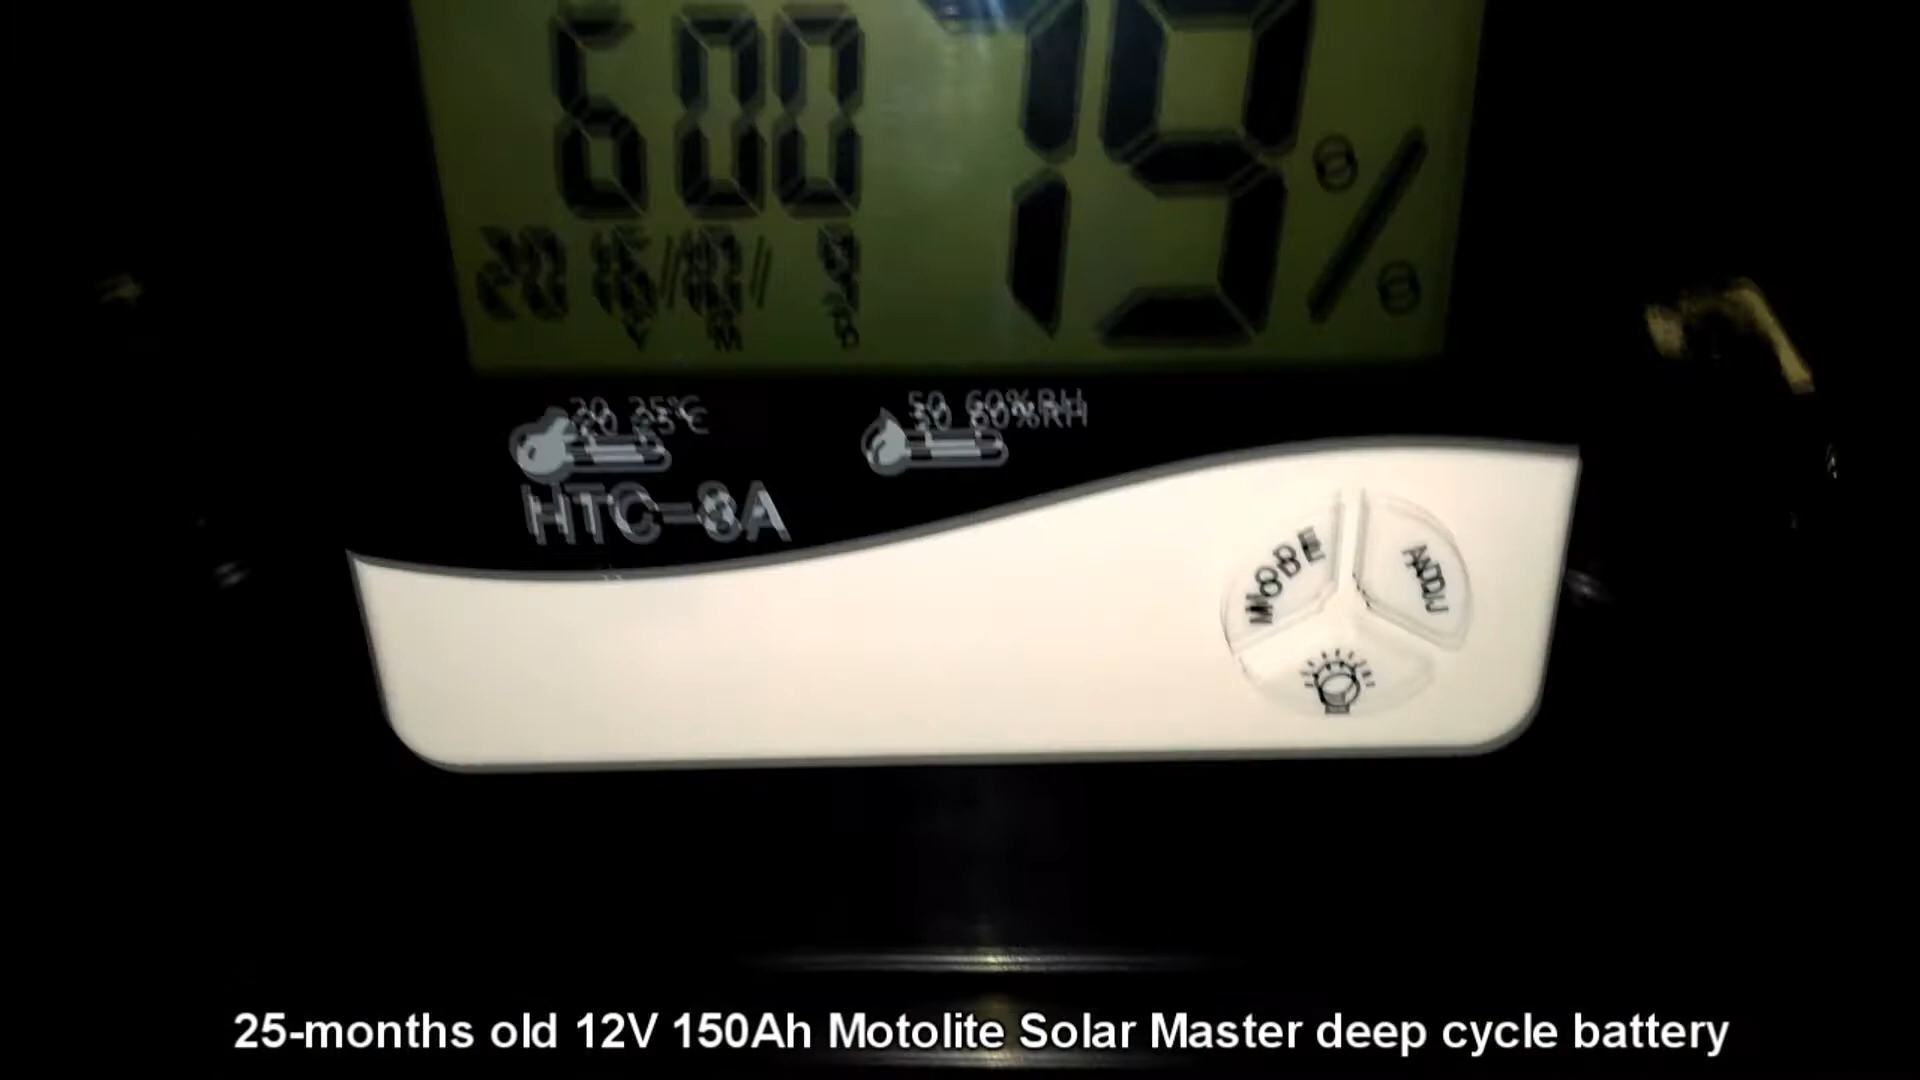 600 79%
Y M D
20 25°C 50 60%RH
HTC-8A
MODE
ADJ
25-months old 12V 150Ah Motolite Solar Master deep cycle battery